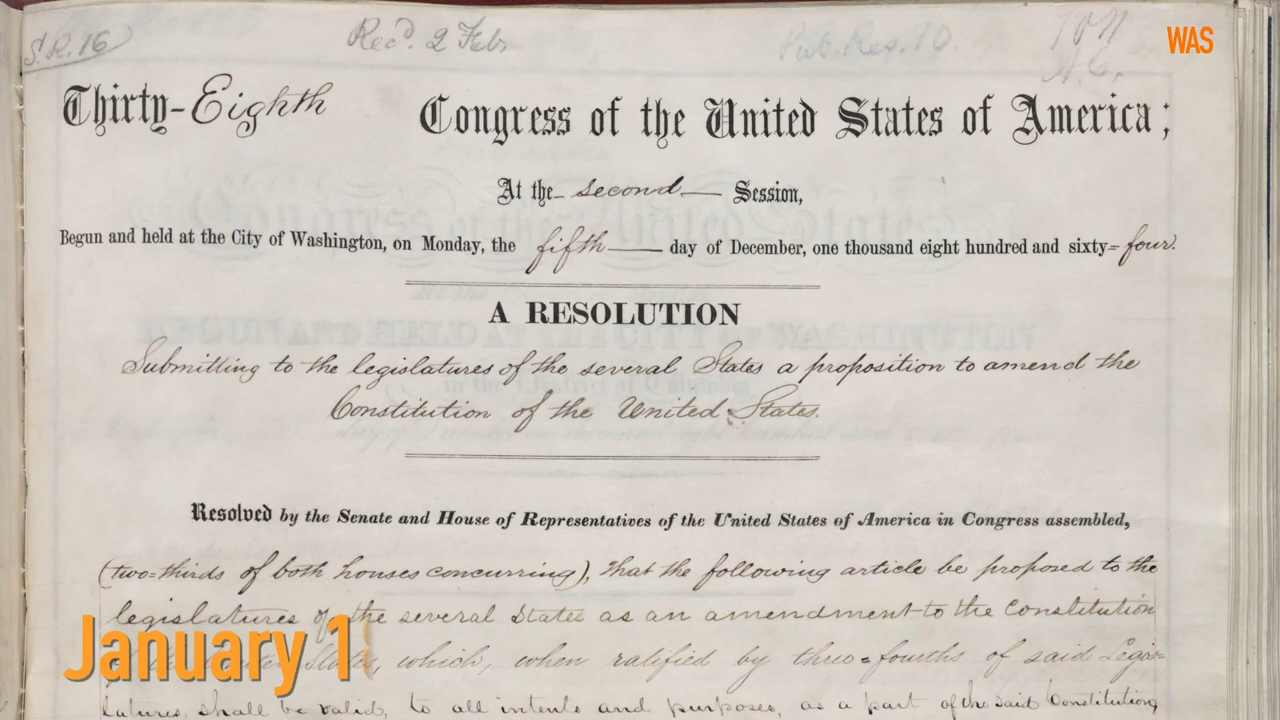 S.R. 16
Rec'd. 2 Feb.
Pub. Res. 10.
WAS
Thirty-Eighth Congress of the United States of America;
At the second Session,
Begun and held at the City of Washington, on Monday, the fifth day of December, one thousand eight hundred and sixty-four.
A RESOLUTION
Submitting to the legislatures of the several States a proposition to amend the
Constitution of the United States.
Resolved by the Senate and House of Representatives of the United States of America in Congress assembled,
(two-thirds of both houses concurring), that the following article be proposed to the
legislatures of the several States as an amendment to the Constitution
States, which, when ratified by three-fourths of said Legis=
latures, shall be valid, to all intents and purposes, as a part of the said Constitution,
January 1